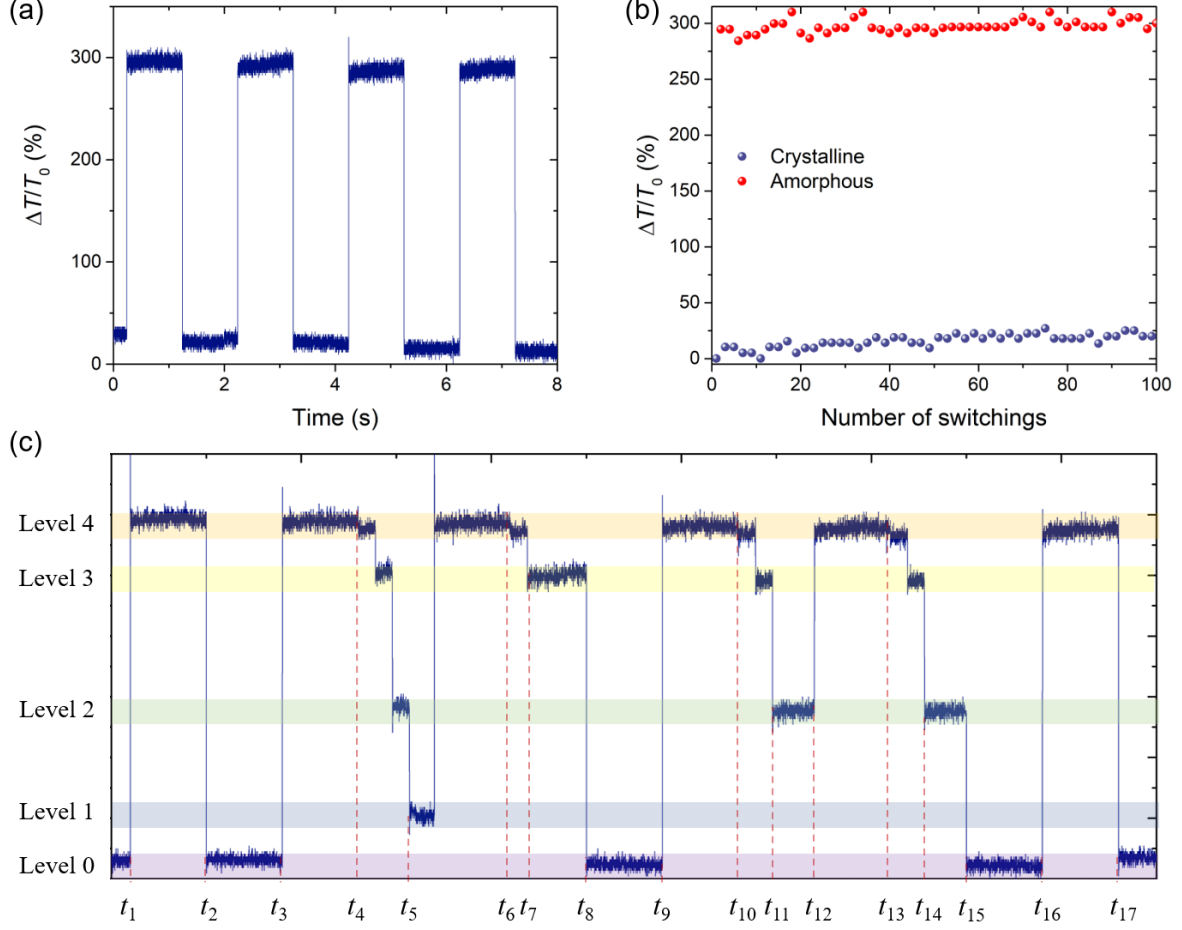 (a)
300
200
100
0
ΔT/T0 (%)
0
2
4
6
8
Time (s)
(b)
300
250
200
150
100
50
0
ΔT/T0 (%)
Crystalline
Amorphous
0
20
40
60
80
100
Number of switchings
(c)
Level 4
Level 3
Level 2
Level 1
Level 0
t1 t2 t3 t4 t5 t6 t7 t8 t9 t10 t11 t12 t13 t14 t15 t16 t17